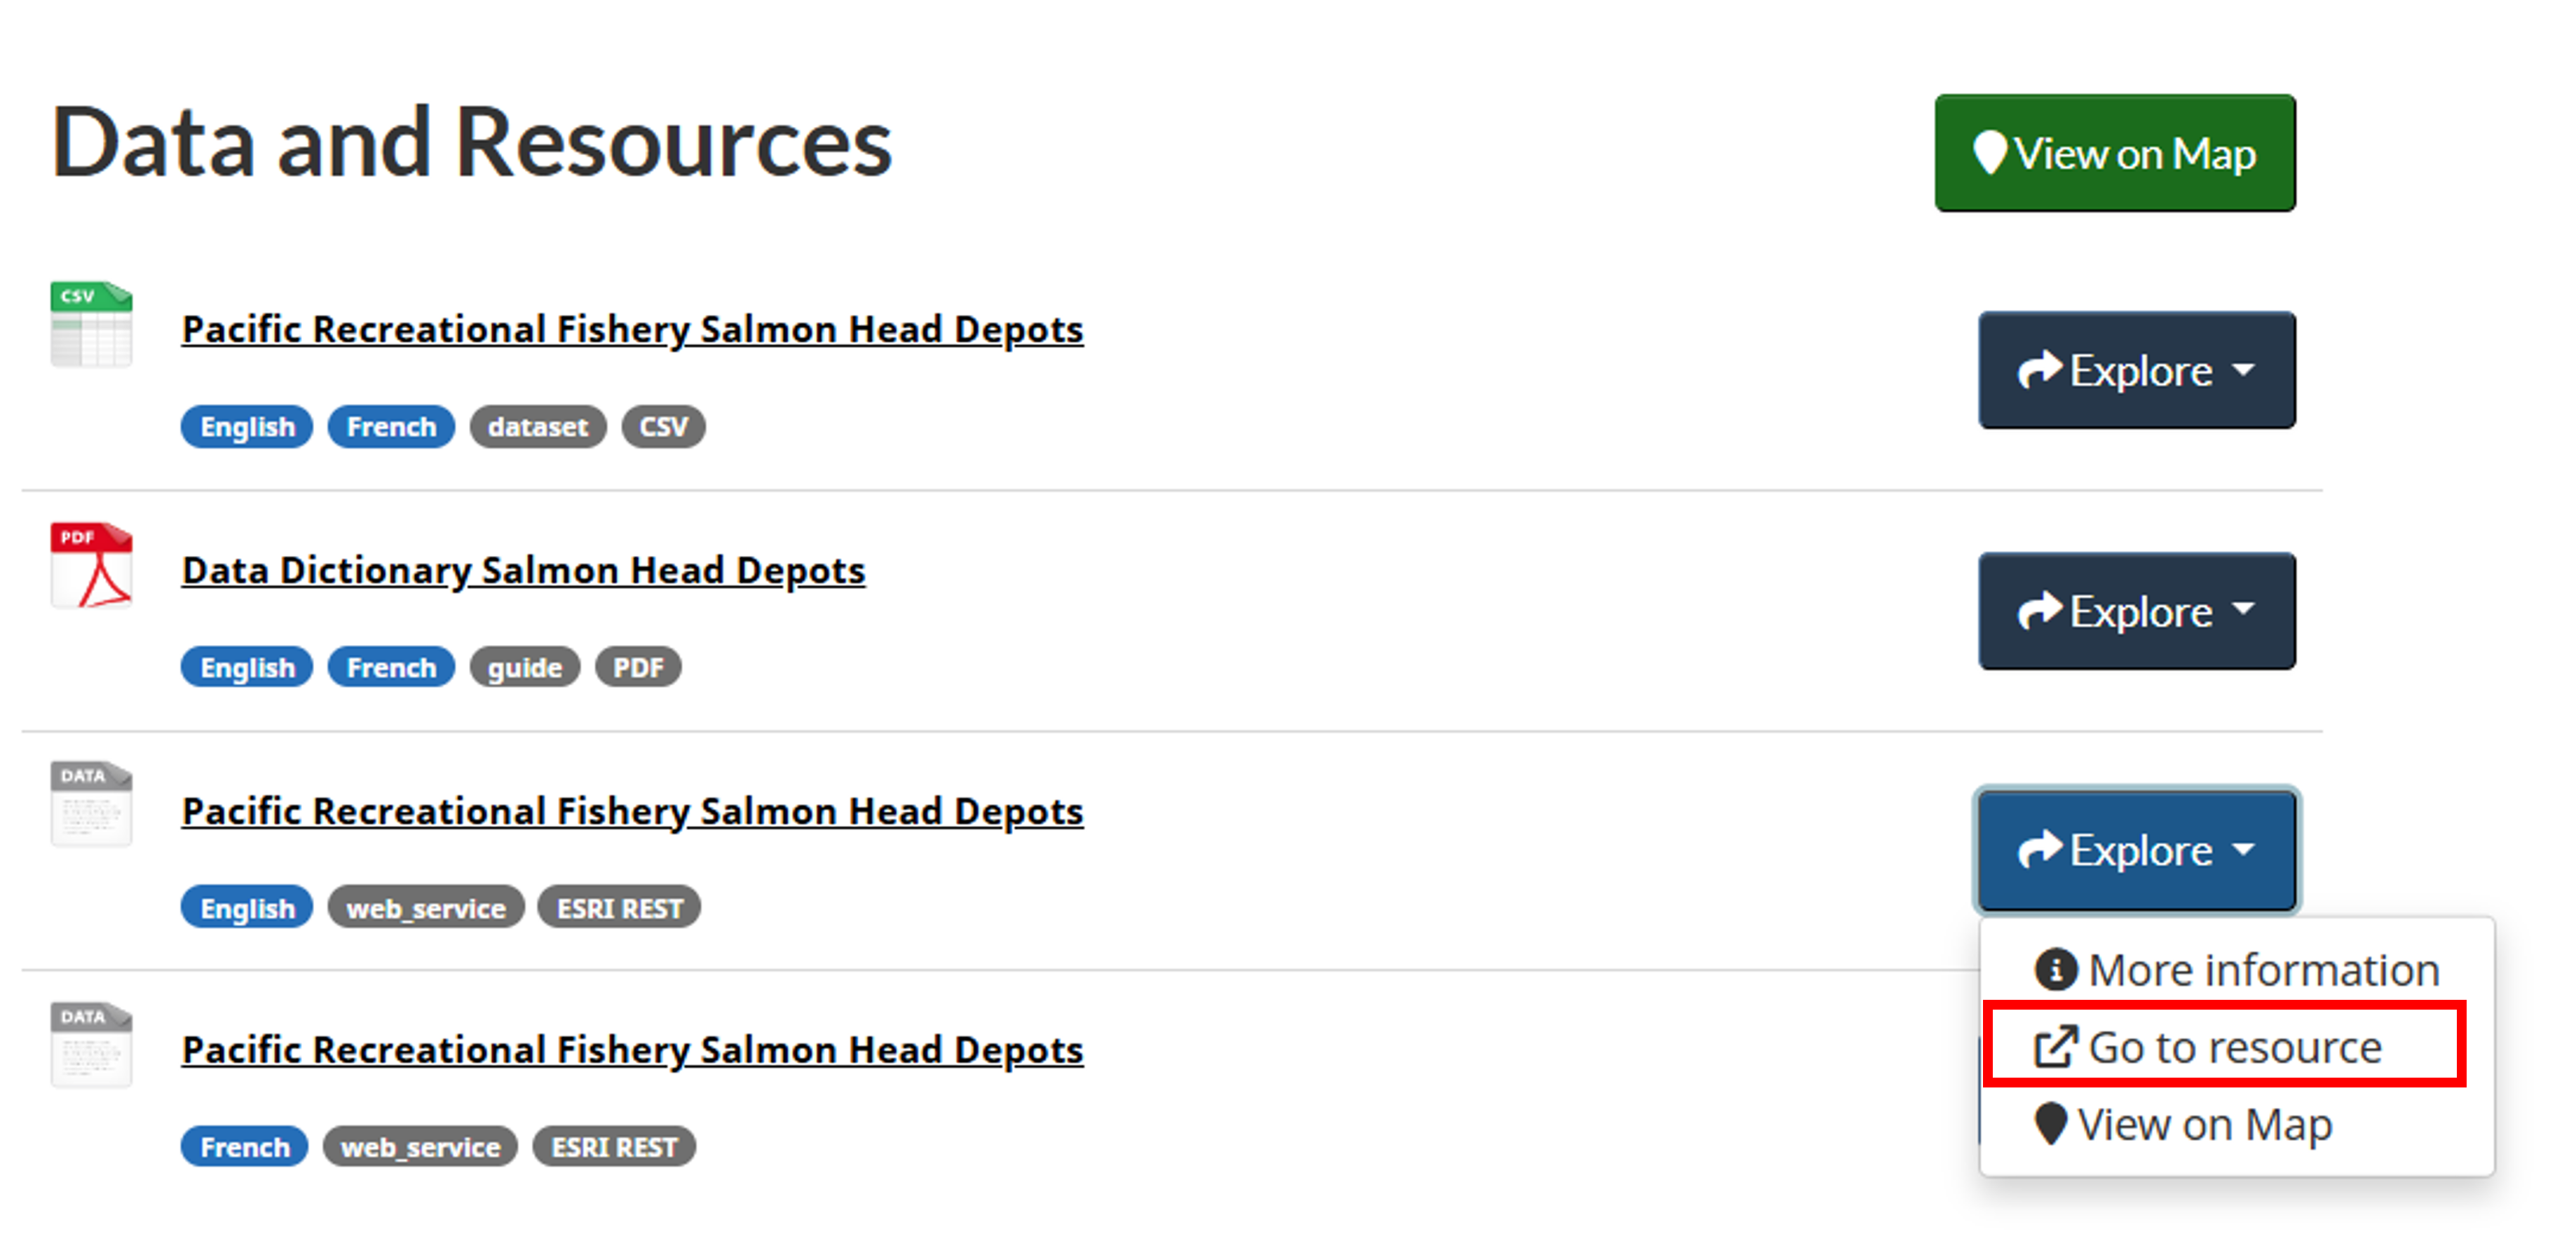 Data and Resources
View on Map
CSV
Pacific Recreational Fishery Salmon Head Depots
Explore
English French dataset CSV
PDF
Data Dictionary Salmon Head Depots
Explore
English French guide PDF
DATA
Pacific Recreational Fishery Salmon Head Depots
Explore
English web_service ESRI REST
More information
Go to resource
View on Map
DATA
Pacific Recreational Fishery Salmon Head Depots
French web_service ESRI REST